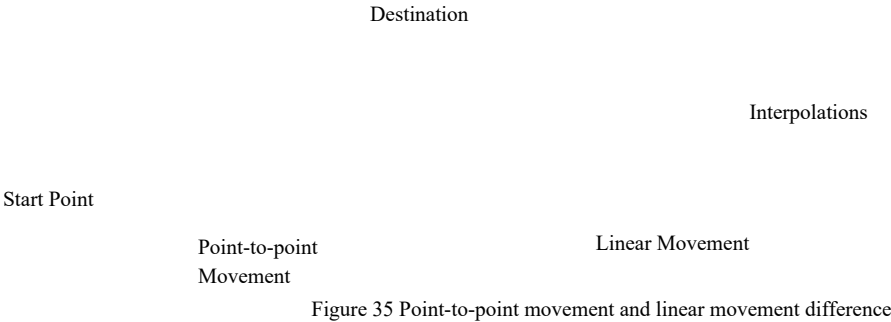 Destination
Interpolations
Start Point
Point-to-point
Movement
Linear Movement
Figure 35 Point-to-point movement and linear movement difference